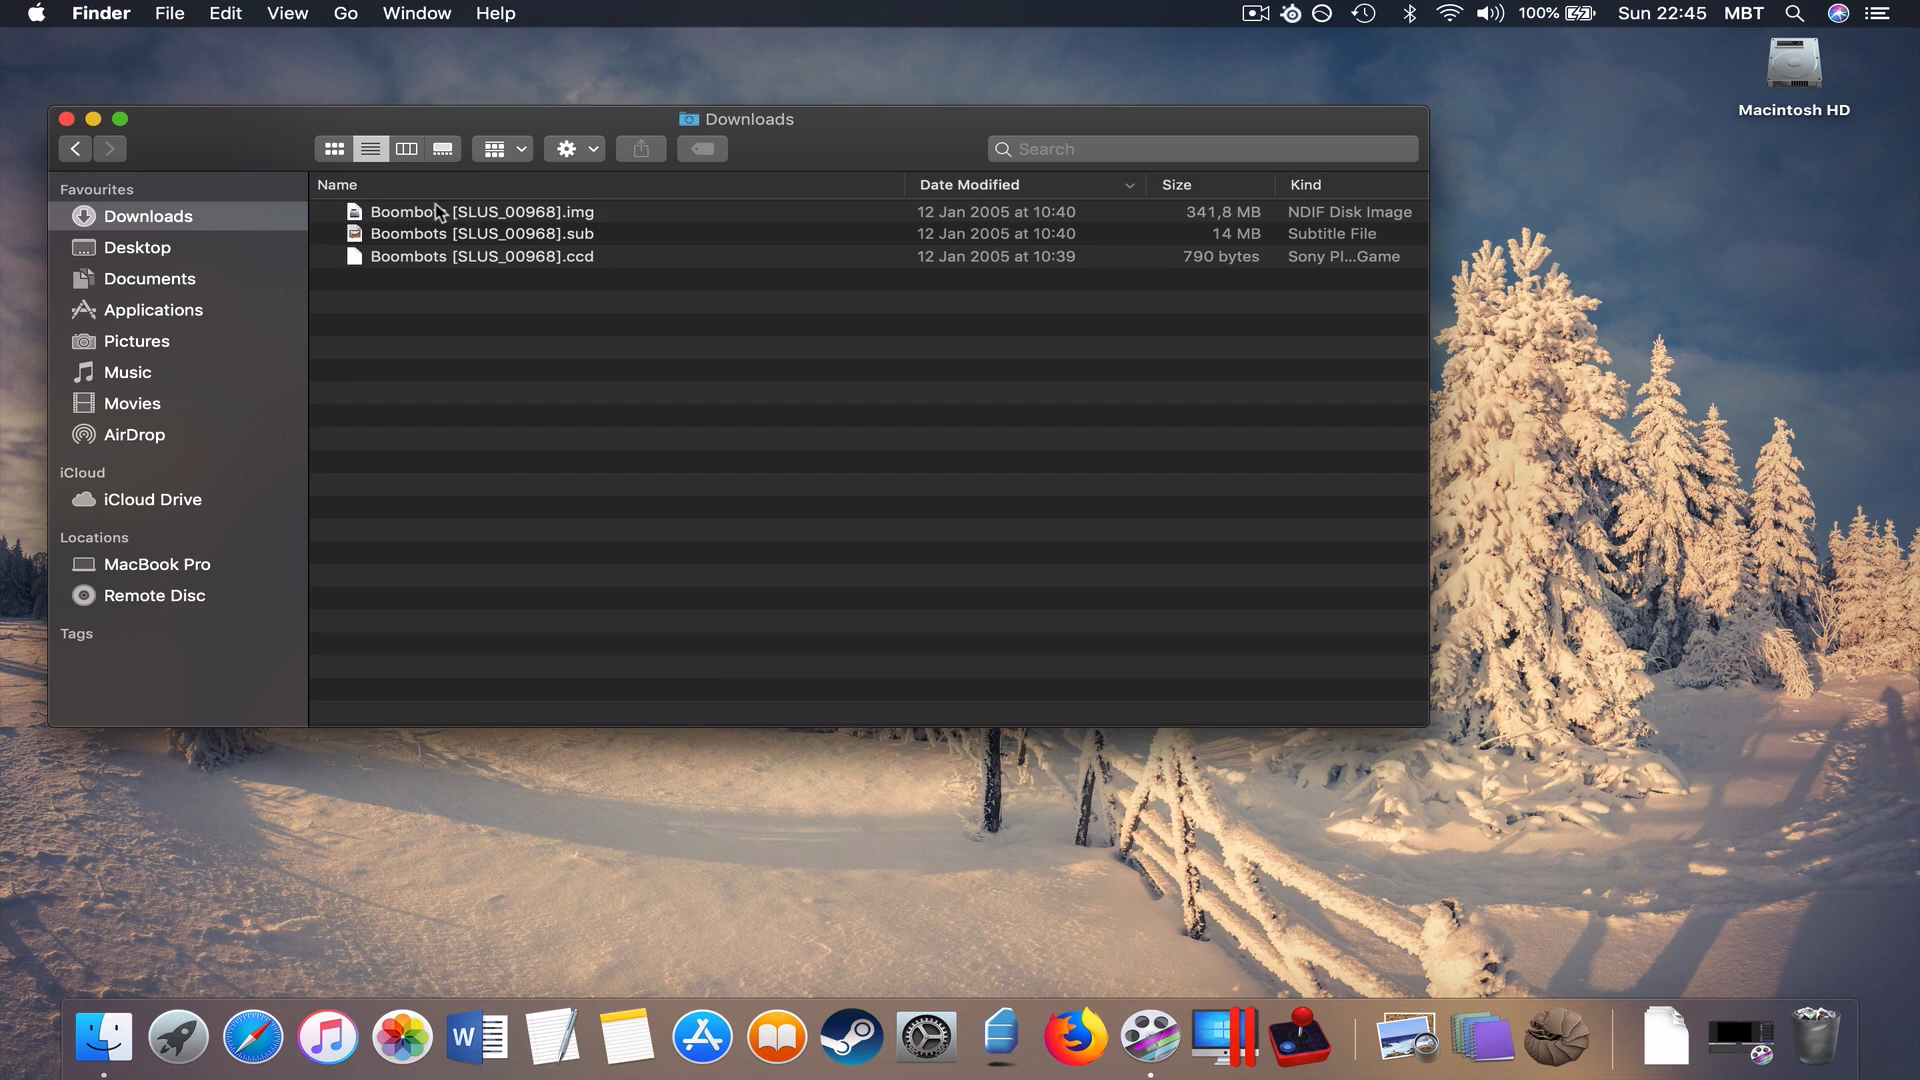 Finder File Edit View Go Window Help 100% Sun 22:45 MBT
Macintosh HD
Downloads
Search
Favourites
Downloads
Desktop
Documents
Applications
Pictures
Music
Movies
AirDrop
iCloud
iCloud Drive
Locations
MacBook Pro
Remote Disc
Tags
Name Date Modified Size Kind
[SLUS_00968].img 12 Jan 2005 at 10:40 341,8 MB NDIF Disk Image
Boombots [SLUS_00968].sub 12 Jan 2005 at 10:40 14 MB Subtitle File
Boombots [SLUS_00968].ccd 12 Jan 2005 at 10:39 790 bytes Sony Pl...Game
W